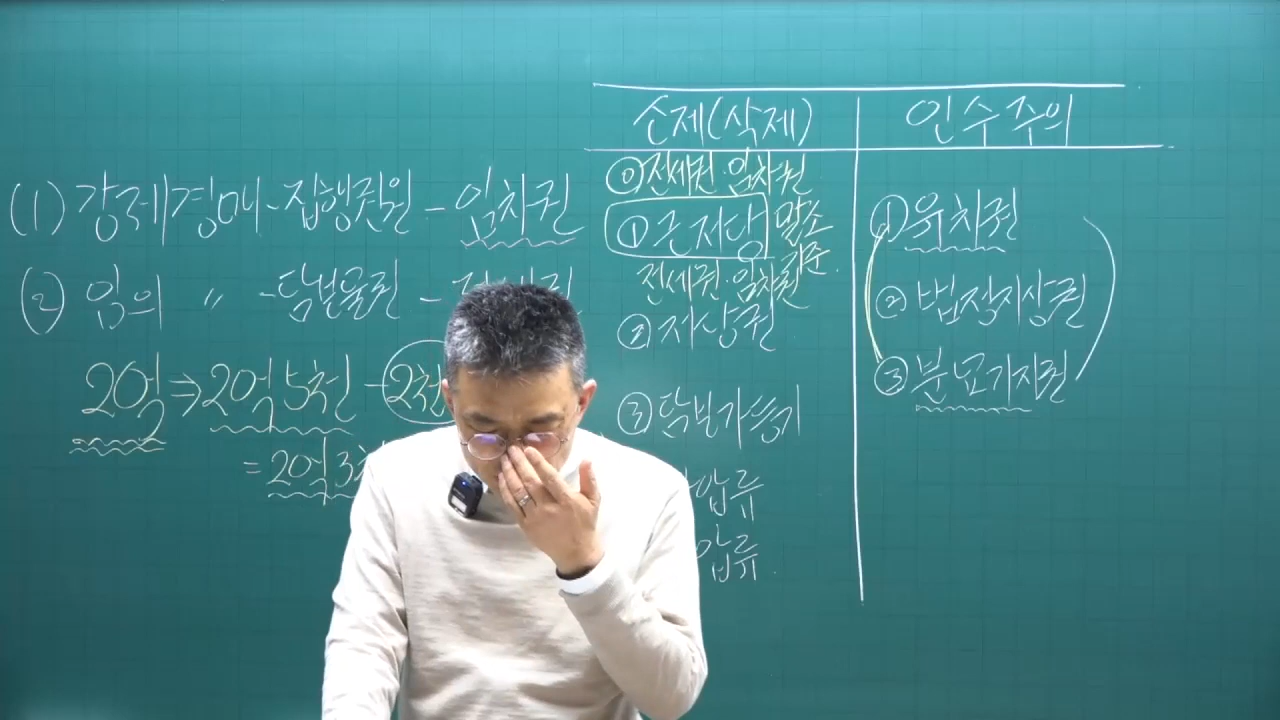 (1) 강제경매 - 집행권원 - 임차권
(2) 임의 〃 - 담보물권 -
20억 ⇒ 20억 5천 - 2천
= 20억 3천
소제(삭제)
⓪ 전세권·임차권
① 근저당 말소기준
전세권·임차권
② 지상권
③ 담보가등기
압류
압류
인수주의
① 유치권
② 법정지상권
③ 분묘기지권